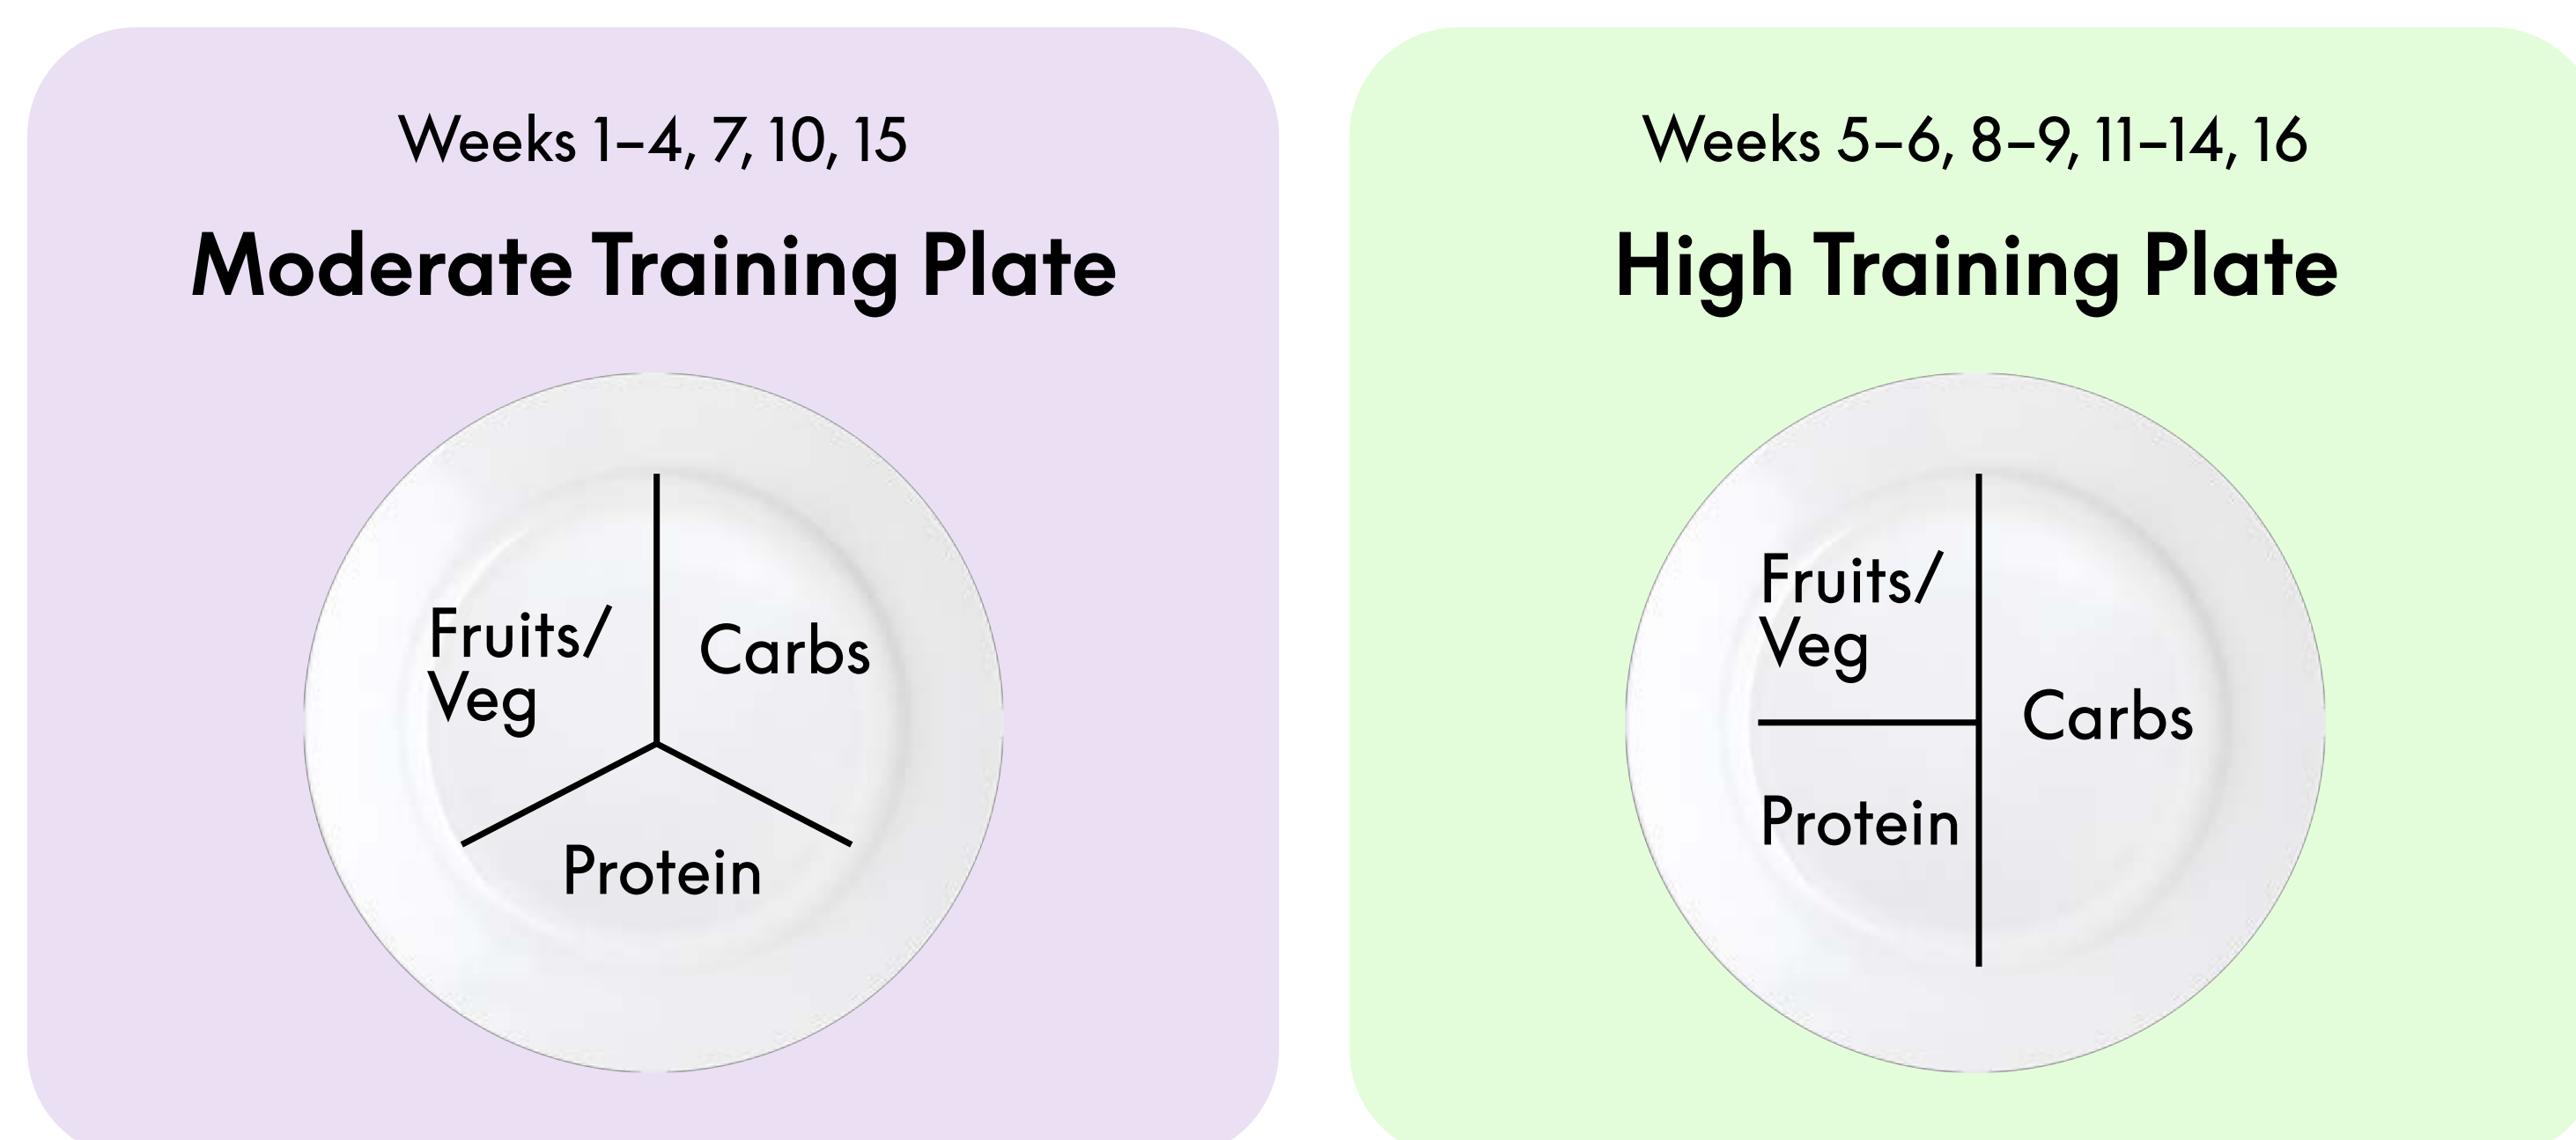 Weeks 1–4, 7, 10, 15
Moderate Training Plate
Fruits/
Veg
Carbs
Protein
Weeks 5–6, 8–9, 11–14, 16
High Training Plate
Fruits/
Veg
Carbs
Protein